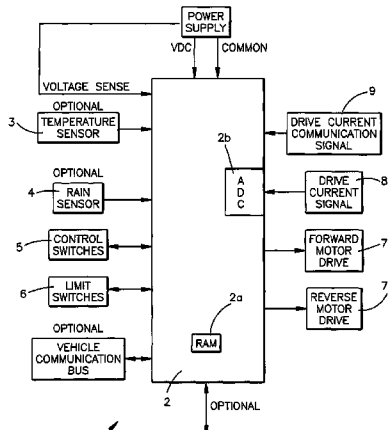 POWER
SUPPLY
VDC
COMMON
VOLTAGE SENSE
OPTIONAL
3
TEMPERATURE
SENSOR
9
DRIVE CURRENT
COMMUNICATION
SIGNAL
2b
A
D
C
OPTIONAL
4
RAIN
SENSOR
8
DRIVE
CURRENT
SIGNAL
5
CONTROL
SWITCHES
FORWARD
MOTOR
DRIVE
7
6
LIMIT
SWITCHES
REVERSE
MOTOR
DRIVE
7
2a
RAM
OPTIONAL
VEHICLE
COMMUNICATION
BUS
2
OPTIONAL